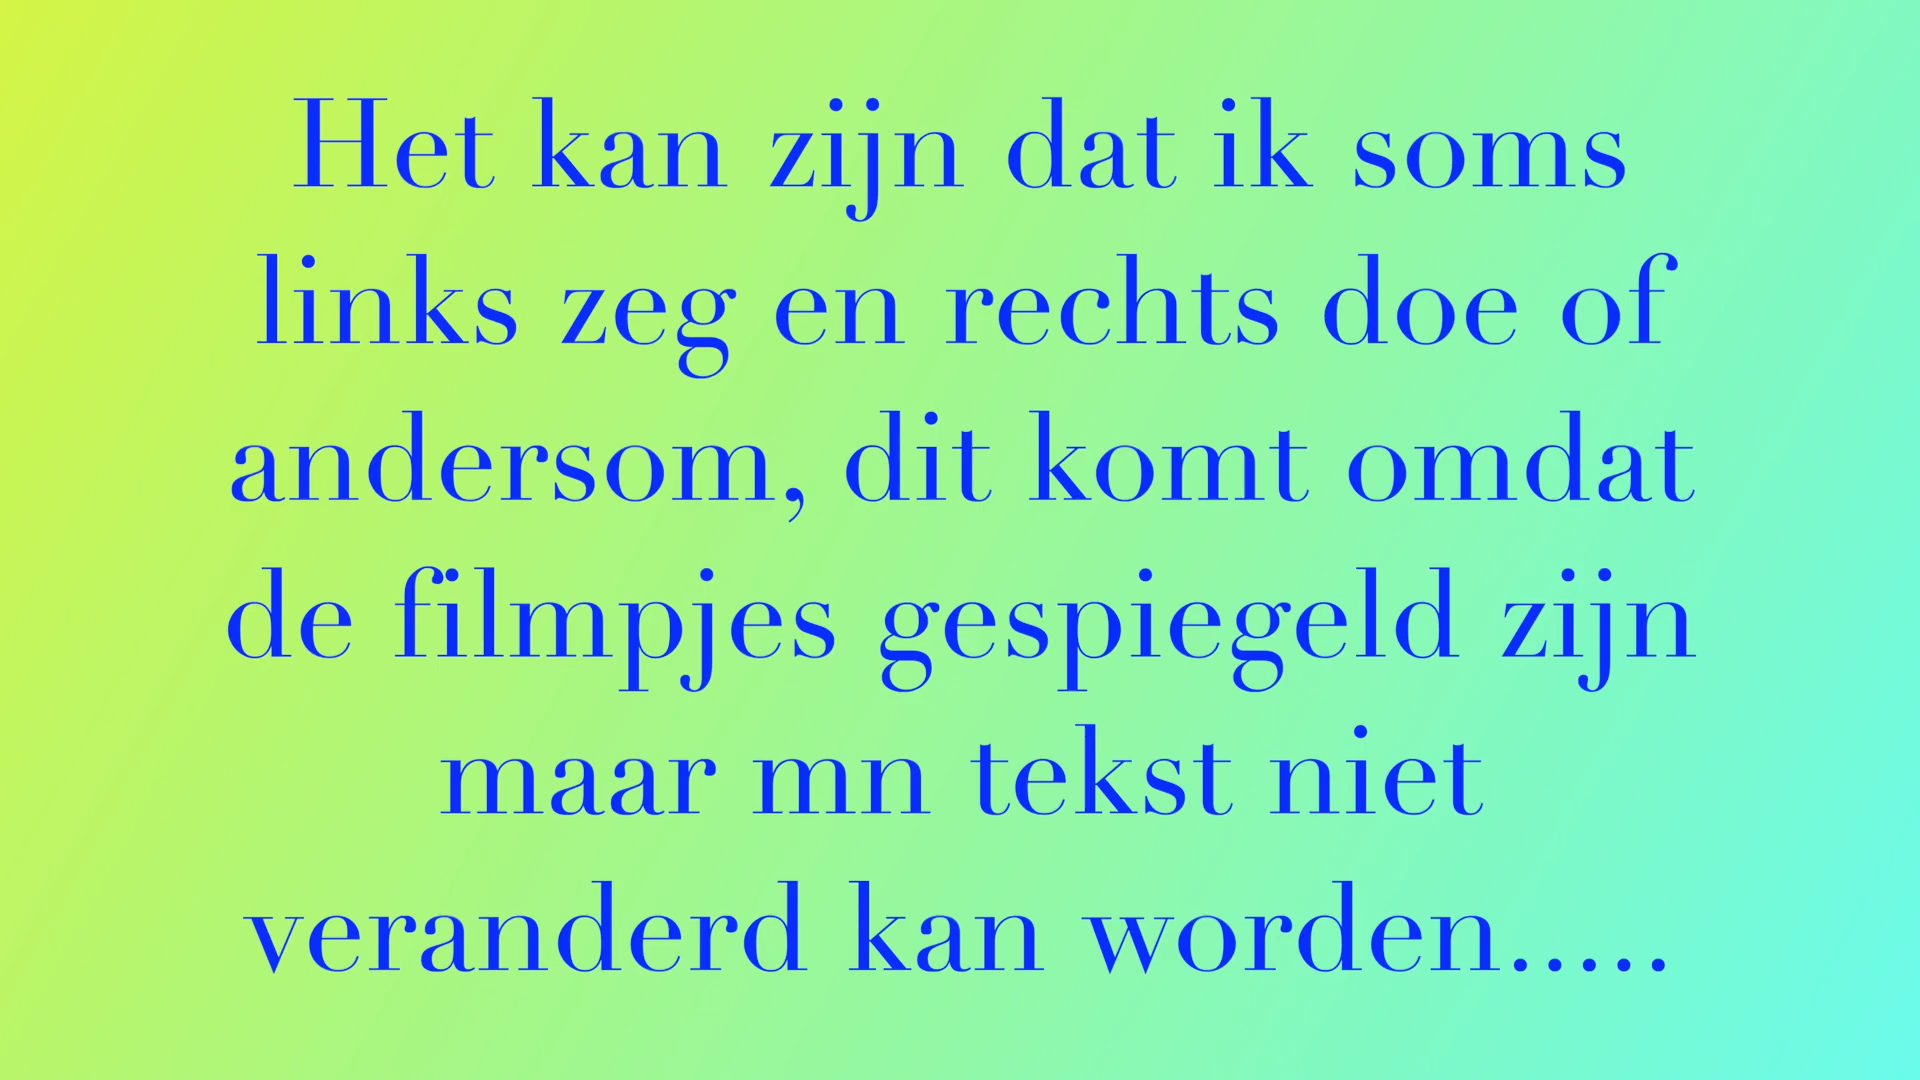 Het kan zijn dat ik soms
links zeg en rechts doe of
andersom, dit komt omdat
de filmpjes gespiegeld zijn
maar mn tekst niet
veranderd kan worden.....